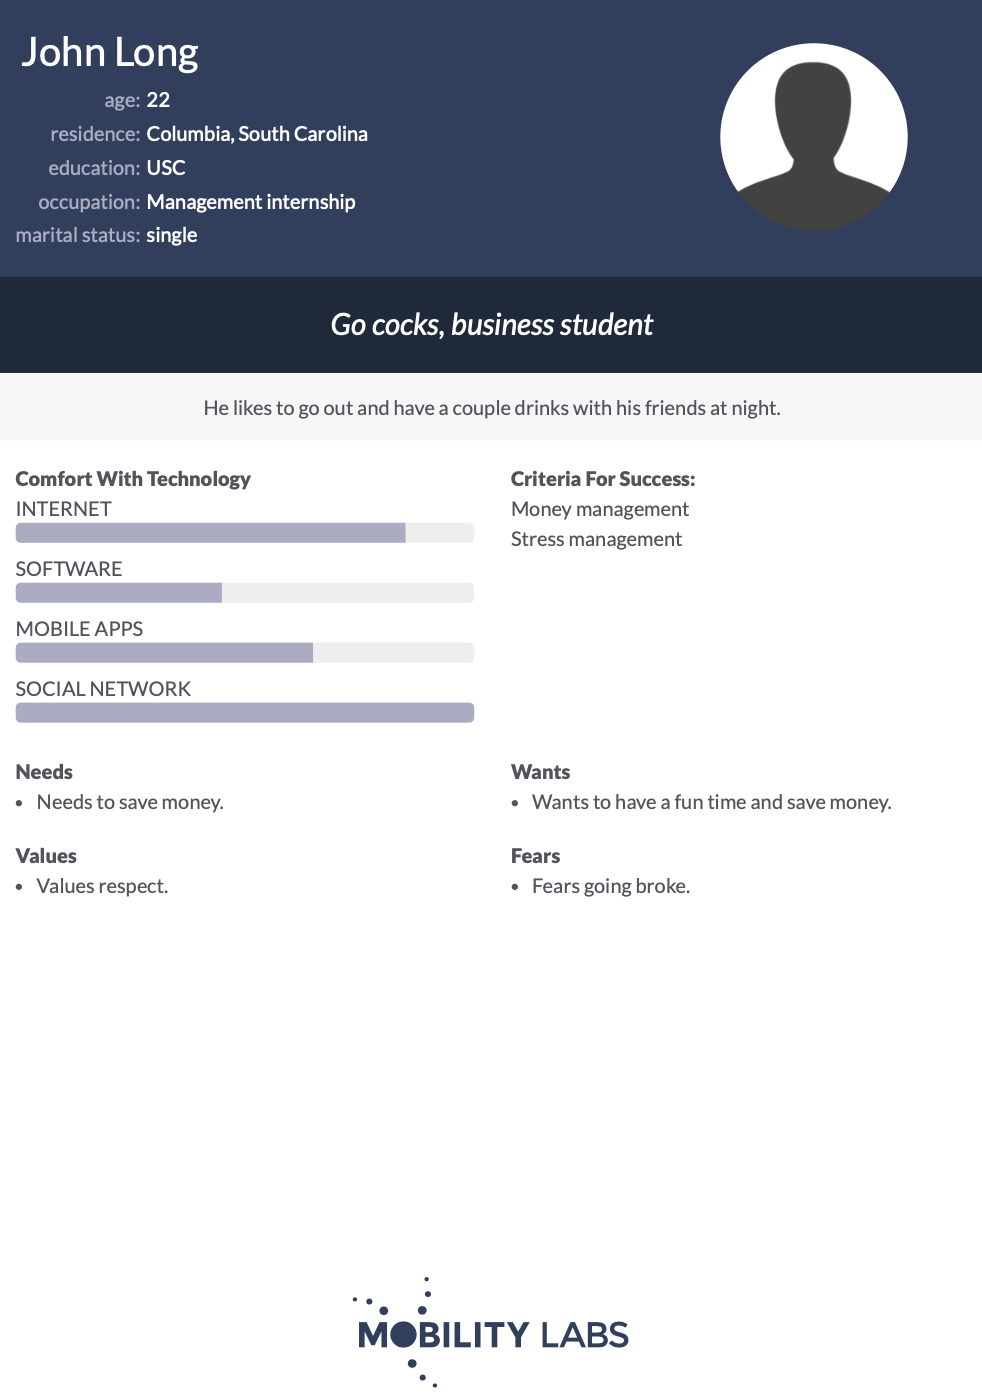 John Long
age: 22
residence: Columbia, South Carolina
education: USC
occupation: Management internship
marital status: single
Go cocks, business student
He likes to go out and have a couple drinks with his friends at night.
Comfort With Technology
INTERNET
SOFTWARE
MOBILE APPS
SOCIAL NETWORK
Criteria For Success:
Money management
Stress management
Needs
• Needs to save money.
Wants
• Wants to have a fun time and save money.
Values
• Values respect.
Fears
• Fears going broke.
MOBILITY LABS